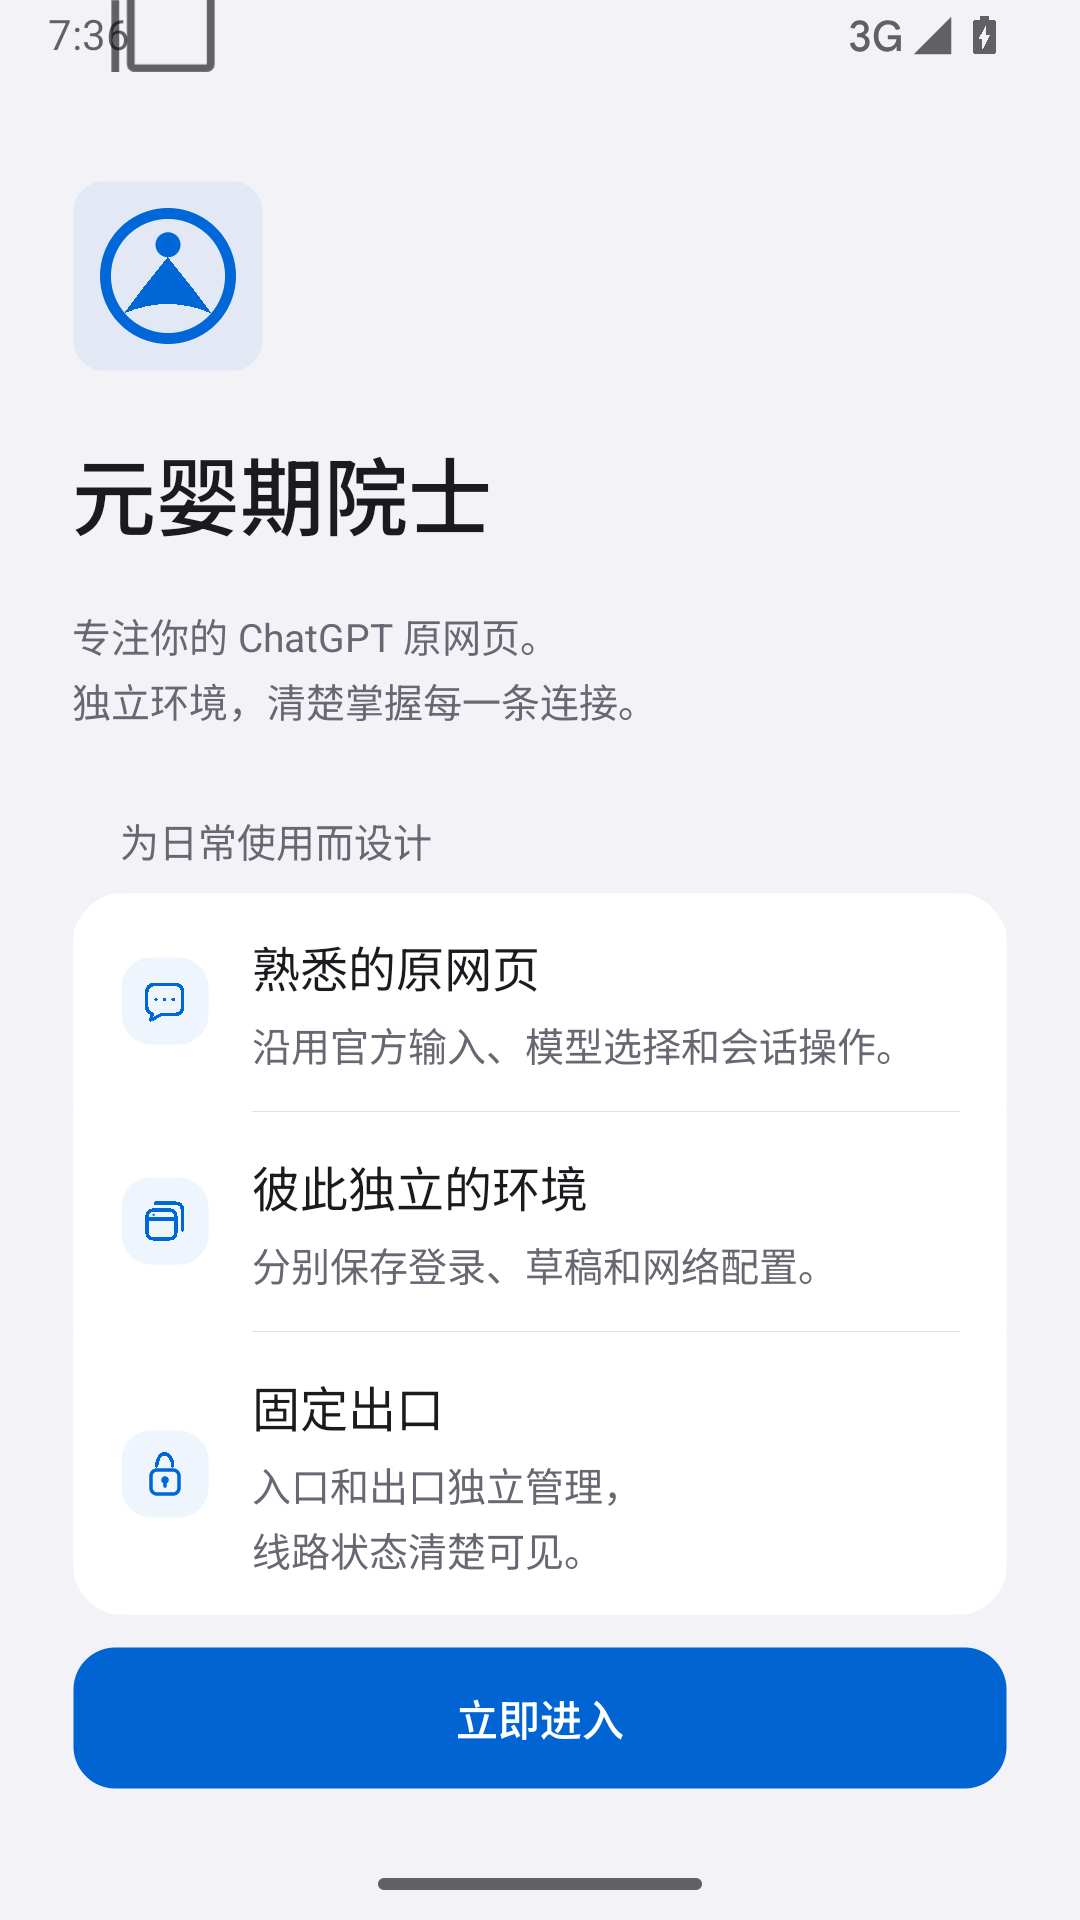 7:36
3G
元婴期院士
专注你的 ChatGPT 原网页。
独立环境，清楚掌握每一条连接。
为日常使用而设计
熟悉的原网页
沿用官方输入、模型选择和会话操作。
彼此独立的环境
分别保存登录、草稿和网络配置。
固定出口
入口和出口独立管理，
线路状态清楚可见。
立即进入